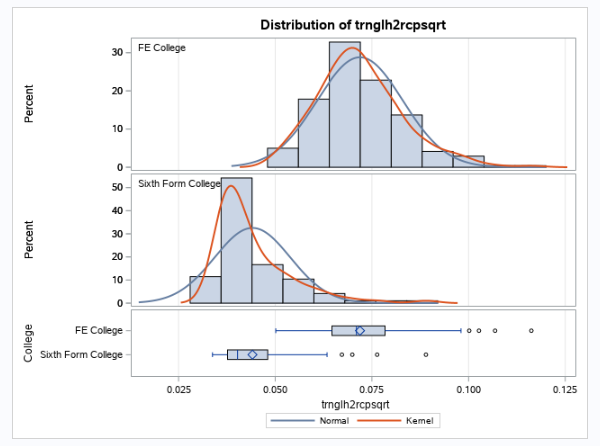 Distribution of trnglh2rcpsqrt
FE College
Percent
30
20
10
0
Sixth Form College
Percent
50
40
30
20
10
0
College
FE College
Sixth Form College
0.025 0.050 0.075 0.100 0.125
trnglh2rcpsqrt
Normal Kernel